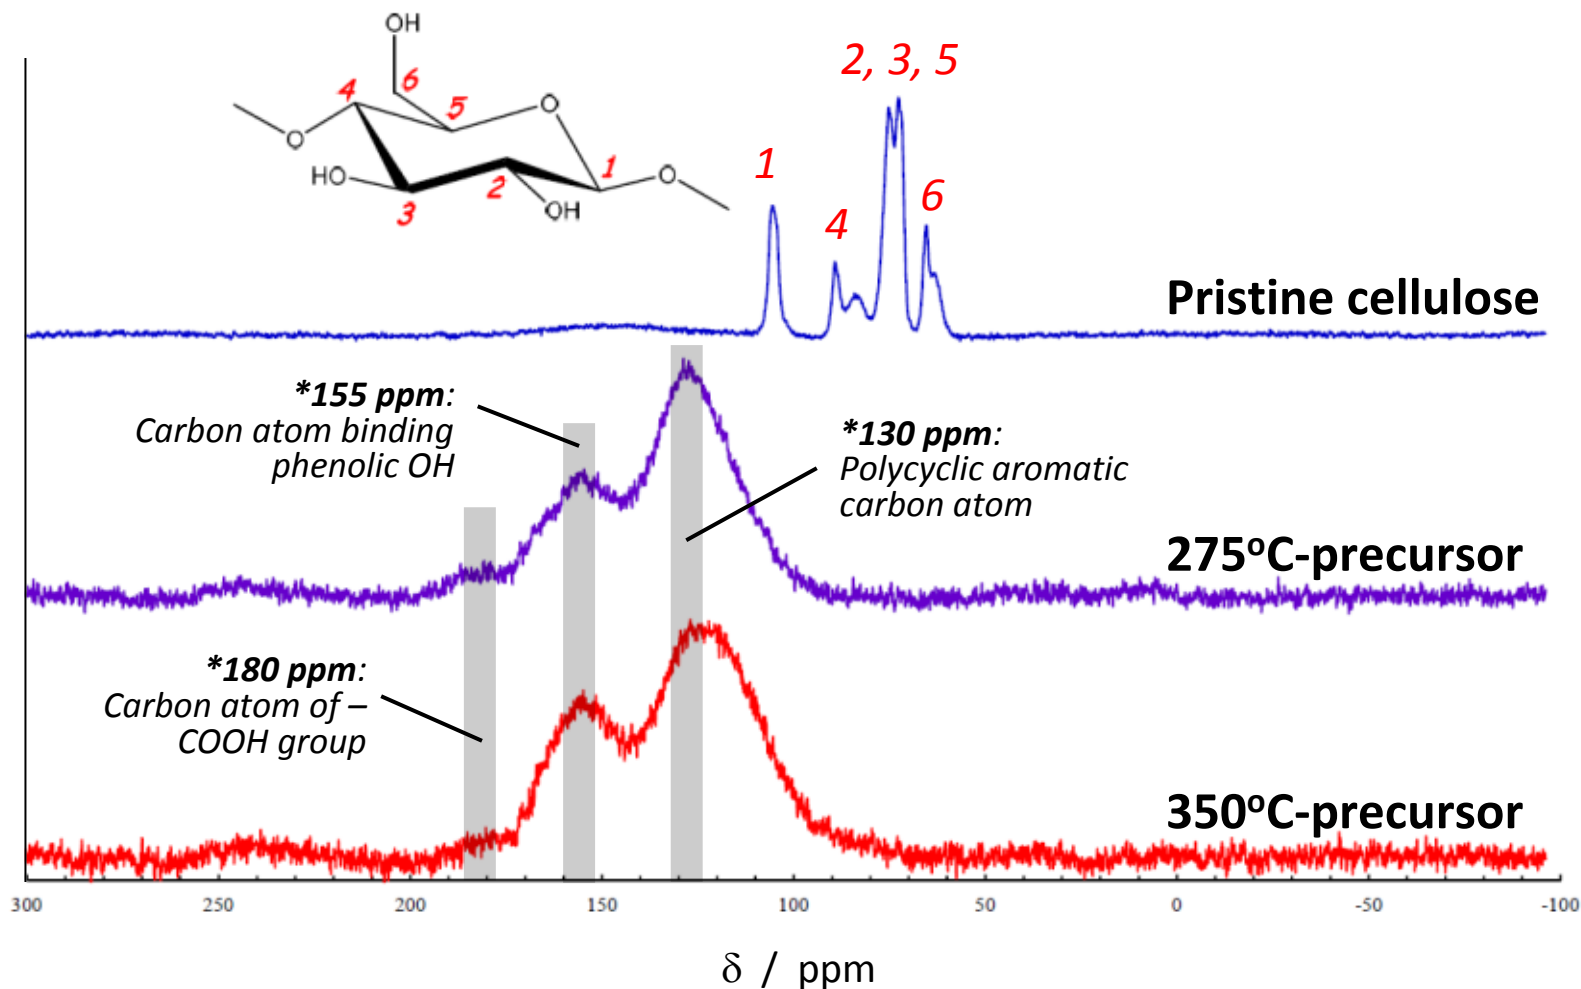 OH
6
4
5
O
O
HO
1
O
2
3
OH
2, 3, 5
1
4
6
Pristine cellulose
*155 ppm:
Carbon atom binding
phenolic OH
*130 ppm:
Polycyclic aromatic
carbon atom
275°C-precursor
*180 ppm:
Carbon atom of –
COOH group
350°C-precursor
300 250 200 150 100 50 0 -50 -100
δ / ppm